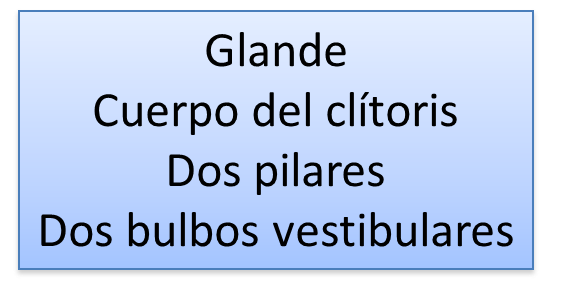 Glande
Cuerpo del clítoris
Dos pilares
Dos bulbos vestibulares